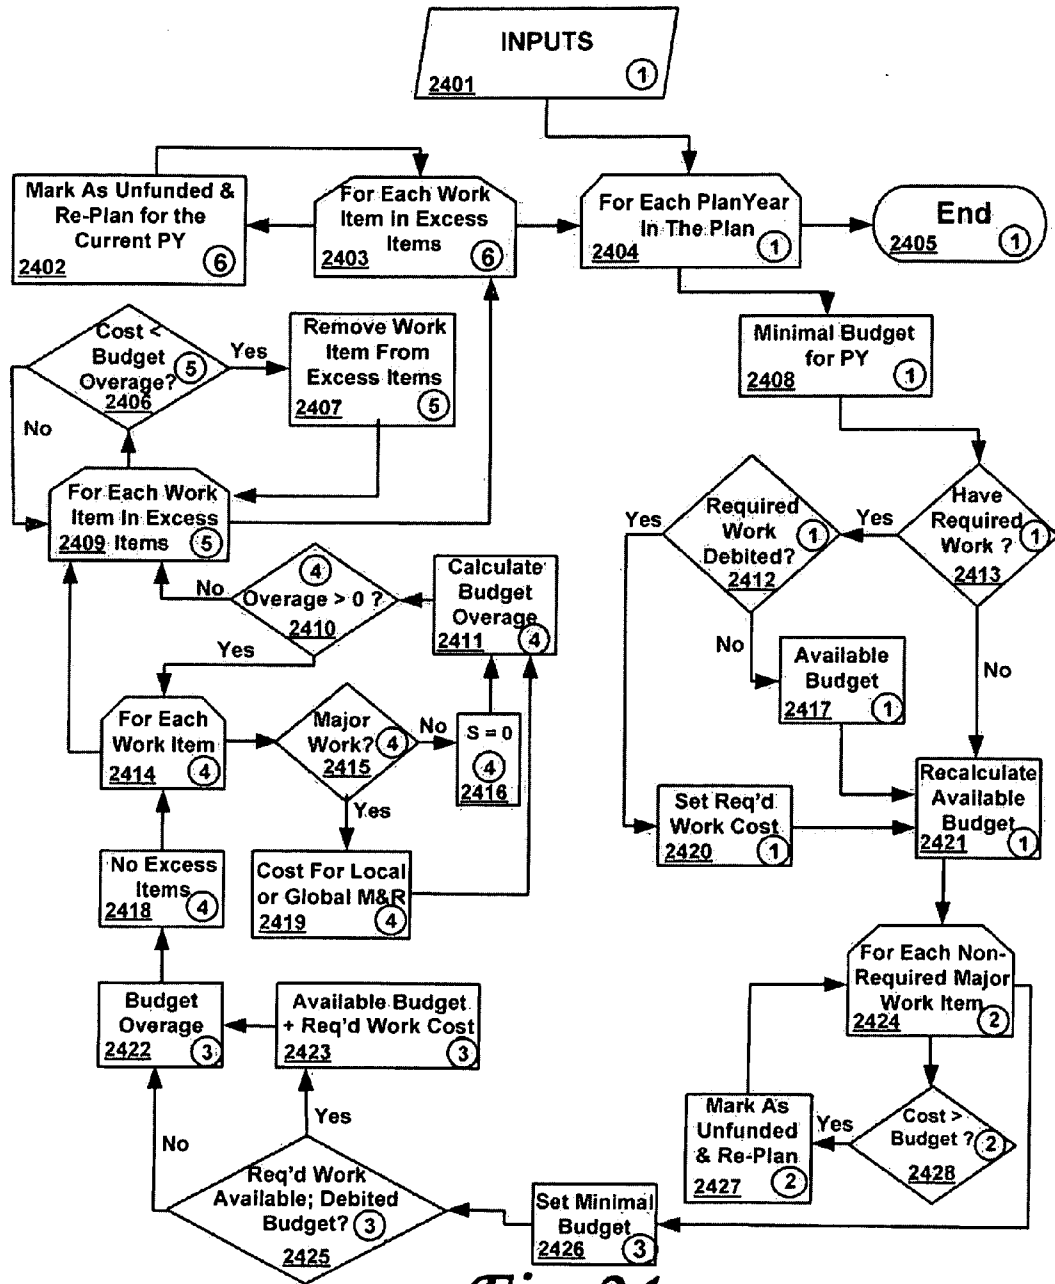 INPUTS
2401
1
Mark As Unfunded &
Re-Plan for the
Current PY
2402
6
For Each Work
Item in Excess
Items
2403
6
For Each PlanYear
In The Plan
2404
1
End
2405
1
Cost <
Budget
Overage?
2406
5
Yes
No
Remove Work
Item From
Excess Items
2407
5
Minimal Budget
for PY
2408
1
For Each Work
Item In Excess
Items
2409
5
Required
Work
Debited?
2412
1
Yes
No
Have
Required
Work ?
2413
1
Yes
No
4
Overage > 0 ?
2410
No
Yes
Calculate
Budget
Overage
2411
4
Available
Budget
2417
1
For Each
Work Item
2414
4
Major
Work?
2415
4
No
Yes
S = 0
4
2416
Set Req'd
Work Cost
2420
1
Recalculate
Available
Budget
2421
1
No Excess
Items
2418
4
Cost For Local
or Global M&R
2419
4
For Each Non-
Required Major
Work Item
2424
2
Budget
Overage
2422
3
Available Budget
+ Req'd Work Cost
2423
3
Mark As
Unfunded
& Re-Plan
2427
2
Yes
Cost >
Budget ?
2428
2
No
Yes
Req'd Work
Available; Debited
Budget?
2425
3
Set Minimal
Budget
2426
3